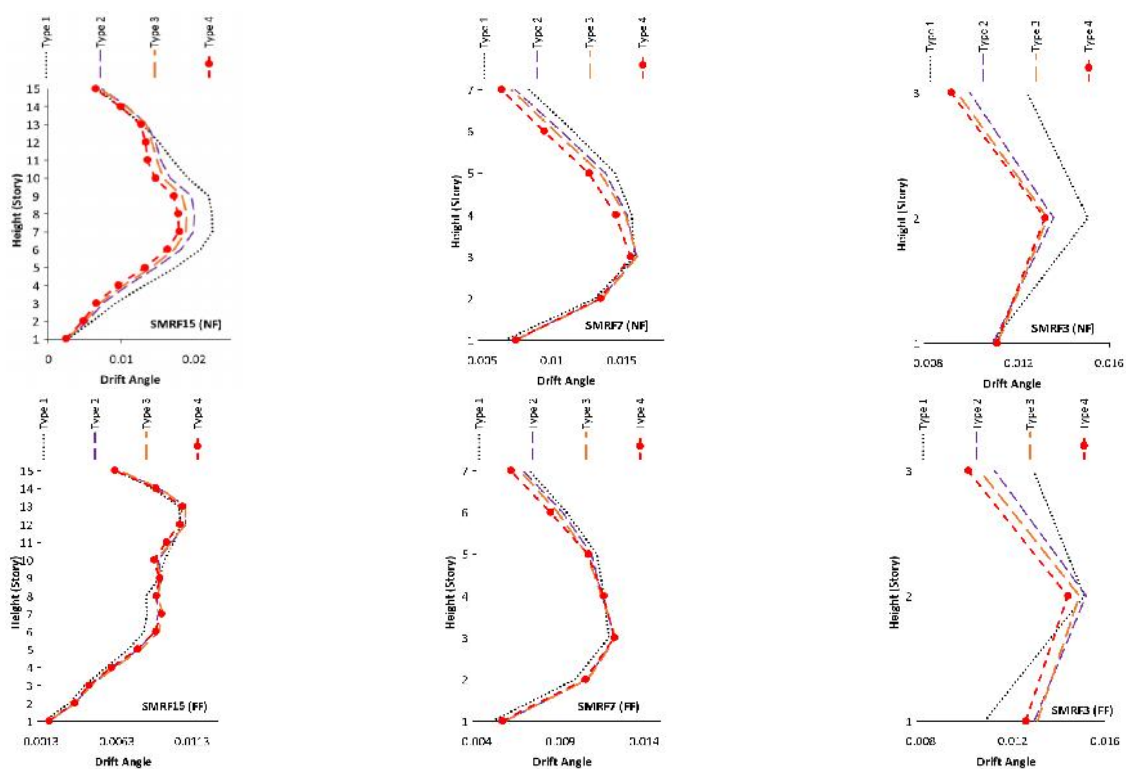 Type 1
Type 2
Type 3
Type 4
15
14
13
12
11
10
9
8
7
6
5
4
3
2
1
Height (Story)
SMRF15 (NF)
0
0.01
0.02
Drift Angle
Type 1
Type 2
Type 3
Type 4
7
6
5
4
3
2
1
Height (Story)
SMRF7 (NF)
0.005
0.01
0.015
Drift Angle
Type 1
Type 2
Type 3
Type 4
3
2
1
Height (Story)
SMRF3 (NF)
0.008
0.012
0.016
Drift Angle
Type 1
Type 2
Type 3
Type 4
15
14
13
12
11
10
9
8
7
6
5
4
3
2
1
Height (Story)
SMRF15 (FF)
0.0013
0.0063
0.0113
Drift Angle
Type 1
Type 2
Type 3
Type 4
7
6
5
4
3
2
1
Height (Story)
SMRF7 (FF)
0.004
0.009
0.014
Drift Angle
Type 1
Type 2
Type 3
Type 4
3
2
1
Height (Story)
SMRF3 (FF)
0.008
0.012
0.016
Drift Angle